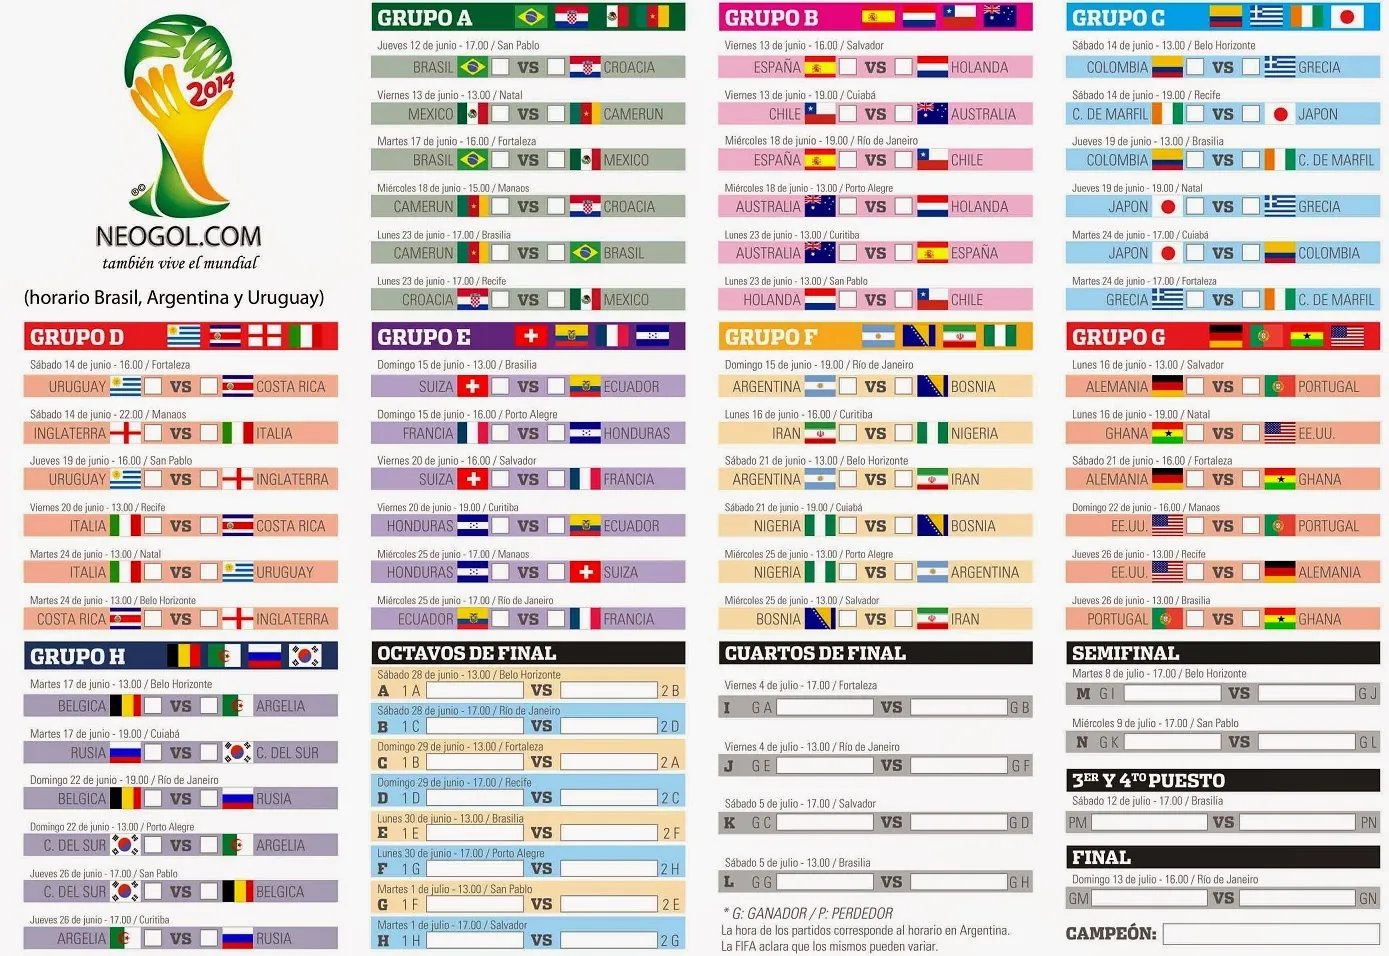 2014
NEOGOL.COM
también vive el mundial
(horario Brasil, Argentina y Uruguay)
GRUPO A
Jueves 12 de junio - 17.00 / San Pablo
BRASIL VS CROACIA
Viernes 13 de junio - 13.00 / Natal
MEXICO VS CAMERUN
Martes 17 de junio - 16.00 / Fortaleza
BRASIL VS MEXICO
Miércoles 18 de junio - 15.00 / Manaos
CAMERUN VS CROACIA
Lunes 23 de junio - 17.00 / Brasilia
CAMERUN VS BRASIL
Lunes 23 de junio - 17.00 / Recife
CROACIA VS MEXICO
GRUPO B
Viernes 13 de junio - 16.00 / Salvador
ESPAÑA VS HOLANDA
Viernes 13 de junio - 19.00 / Cuiabá
CHILE VS AUSTRALIA
Miércoles 18 de junio - 19.00 / Río de Janeiro
ESPAÑA VS CHILE
Miércoles 18 de junio - 13.00 / Porto Alegre
AUSTRALIA VS HOLANDA
Lunes 23 de junio - 13.00 / Curitiba
AUSTRALIA VS ESPAÑA
Lunes 23 de junio - 13.00 / San Pablo
HOLANDA VS CHILE
GRUPO C
Sábado 14 de junio - 13.00 / Belo Horizonte
COLOMBIA VS GRECIA
Sábado 14 de junio - 19.00 / Recife
C. DE MARFIL VS JAPON
Jueves 19 de junio - 13.00 / Brasilia
COLOMBIA VS C. DE MARFIL
Jueves 19 de junio - 19.00 / Natal
JAPON VS GRECIA
Martes 24 de junio - 17.00 / Cuiabá
JAPON VS COLOMBIA
Martes 24 de junio - 17.00 / Fortaleza
GRECIA VS C. DE MARFIL
GRUPO D
Sábado 14 de junio - 16.00 / Fortaleza
URUGUAY VS COSTA RICA
Sábado 14 de junio - 22.00 / Manaos
INGLATERRA VS ITALIA
Jueves 19 de junio - 16.00 / San Pablo
URUGUAY VS INGLATERRA
Viernes 20 de junio - 13.00 / Recife
ITALIA VS COSTA RICA
Martes 24 de junio - 13.00 / Natal
ITALIA VS URUGUAY
Martes 24 de junio - 13.00 / Belo Horizonte
COSTA RICA VS INGLATERRA
GRUPO E
Domingo 15 de junio - 13.00 / Brasilia
SUIZA VS ECUADOR
Domingo 15 de junio - 16.00 / Porto Alegre
FRANCIA VS HONDURAS
Viernes 20 de junio - 16.00 / Salvador
SUIZA VS FRANCIA
Viernes 20 de junio - 19.00 / Curitiba
HONDURAS VS ECUADOR
Miércoles 25 de junio - 17.00 / Manaos
HONDURAS VS SUIZA
Miércoles 25 de junio - 17.00 / Río de Janeiro
ECUADOR VS FRANCIA
GRUPO F
Domingo 15 de junio - 19.00 / Río de Janeiro
ARGENTINA VS BOSNIA
Lunes 16 de junio - 16.00 / Curitiba
IRAN VS NIGERIA
Sábado 21 de junio - 13.00 / Belo Horizonte
ARGENTINA VS IRAN
Sábado 21 de junio - 19.00 / Cuiabá
NIGERIA VS BOSNIA
Miércoles 25 de junio - 13.00 / Porto Alegre
NIGERIA VS ARGENTINA
Miércoles 25 de junio - 13.00 / Salvador
BOSNIA VS IRAN
GRUPO G
Lunes 16 de junio - 13.00 / Salvador
ALEMANIA VS PORTUGAL
Lunes 16 de junio - 19.00 / Natal
GHANA VS EE.UU.
Sábado 21 de junio - 16.00 / Fortaleza
ALEMANIA VS GHANA
Domingo 22 de junio - 16.00 / Manaos
EE.UU. VS PORTUGAL
Jueves 26 de junio - 13.00 / Recife
EE.UU. VS ALEMANIA
Jueves 26 de junio - 13.00 / Brasilia
PORTUGAL VS GHANA
GRUPO H
Martes 17 de junio - 13.00 / Belo Horizonte
BELGICA VS ARGELIA
Martes 17 de junio - 19.00 / Cuiabá
RUSIA VS C. DEL SUR
Domingo 22 de junio - 19.00 / Río de Janeiro
BELGICA VS RUSIA
Domingo 22 de junio - 13.00 / Porto Alegre
C. DEL SUR VS ARGELIA
Jueves 26 de junio - 17.00 / San Pablo
C. DEL SUR VS BELGICA
Jueves 26 de junio - 17.00 / Curitiba
ARGELIA VS RUSIA
OCTAVOS DE FINAL
Sábado 28 de junio - 13.00 / Belo Horizonte
A 1 A VS 2 B
Sábado 28 de junio - 17.00 / Río de Janeiro
B 1 C VS 2 D
Domingo 29 de junio - 13.00 / Fortaleza
C 1 B VS 2 A
Domingo 29 de junio - 17.00 / Recife
D 1 D VS 2 C
Lunes 30 de junio - 13.00 / Brasilia
E 1 E VS 2 F
Lunes 30 de junio - 17.00 / Porto Alegre
F 1 G VS 2 H
Martes 1 de julio - 13.00 / San Pablo
G 1 F VS 2 E
Martes 1 de julio - 17.00 / Salvador
H 1 H VS 2 G
CUARTOS DE FINAL
Viernes 4 de julio - 17.00 / Fortaleza
I G A VS G B
Viernes 4 de julio - 13.00 / Río de Janeiro
J G E VS G F
Sábado 5 de julio - 17.00 / Salvador
K G C VS G D
Sábado 5 de julio - 13.00 / Brasilia
L G G VS G H
* G: GANADOR / P: PERDEDOR
La hora de los partidos corresponde al horario en Argentina.
La FIFA aclara que los mismos pueden variar.
SEMIFINAL
Martes 8 de julio - 17.00 / Belo Horizonte
M G I VS G J
Miércoles 9 de julio - 17.00 / San Pablo
N G K VS G L
3ER Y 4TO PUESTO
Sábado 12 de julio - 17.00 / Brasilia
PM VS PN
FINAL
Domingo 13 de julio - 16.00 / Río de Janeiro
GM VS GN
CAMPEÓN: